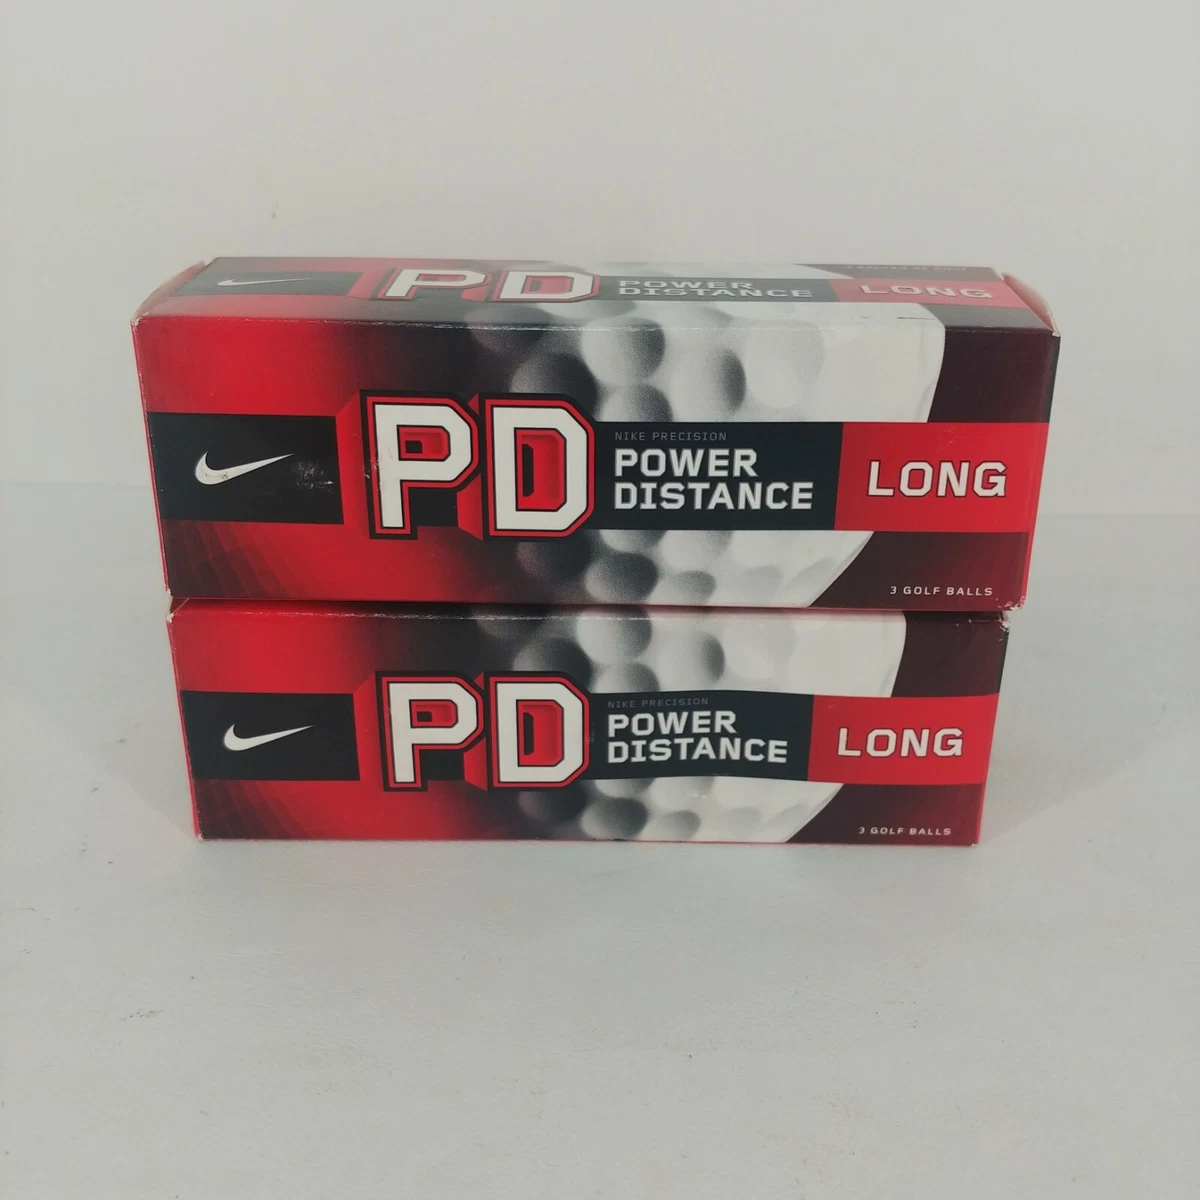 PD
POWER
DISTANCE
LONG
PD
NIKE PRECISION
POWER
DISTANCE
LONG
3 GOLF BALLS
PD
NIKE PRECISION
POWER
DISTANCE
LONG
3 GOLF BALLS